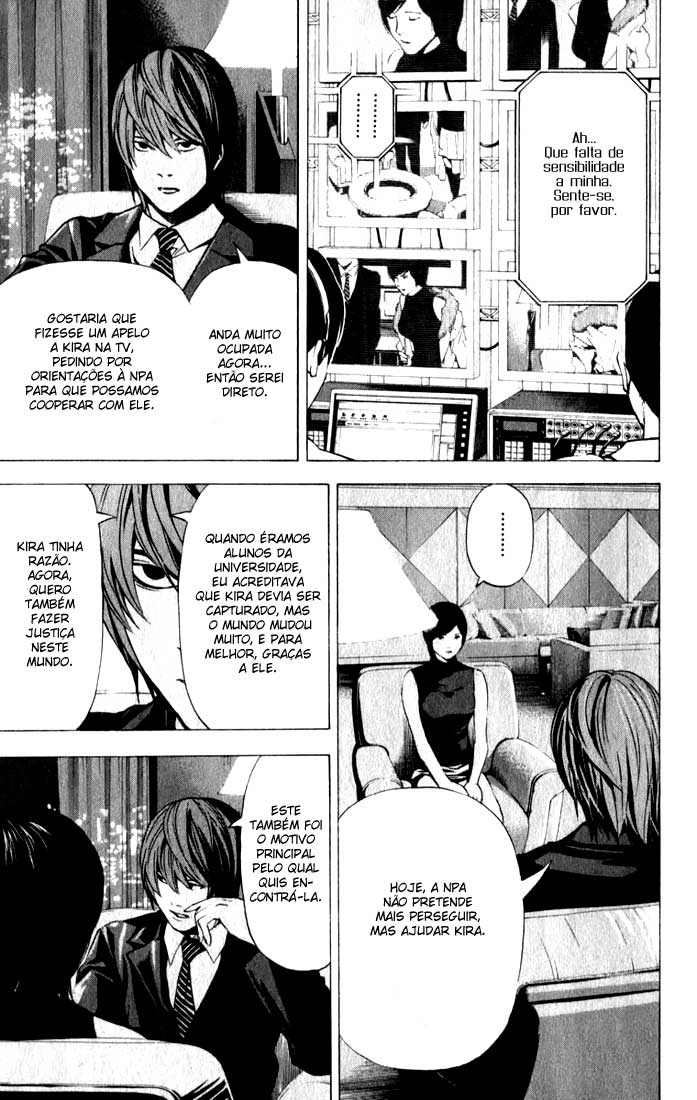 Ah...
Que falta de
sensibilidade
a minha.
Sente-se,
por favor.
........
ANDA MUITO
OCUPADA
AGORA...
ENTÃO SEREI
DIRETO.
GOSTARIA QUE
FIZESSE UM APELO
A KIRA NA TV,
PEDINDO POR
ORIENTAÇÕES À NPA
PARA QUE POSSAMOS
COOPERAR COM ELE.
........
HOJE, A NPA
NÃO PRETENDE
MAIS PERSEGUIR,
MAS AJUDAR KIRA.
QUANDO ÉRAMOS
ALUNOS DA
UNIVERSIDADE,
EU ACREDITAVA
QUE KIRA DEVIA SER
CAPTURADO, MAS
O MUNDO MUDOU
MUITO, E PARA
MELHOR, GRAÇAS
A ELE.
KIRA TINHA
RAZÃO.
AGORA,
QUERO
TAMBÉM
FAZER
JUSTIÇA
NESTE
MUNDO.
ESTE
TAMBÉM FOI
O MOTIVO
PRINCIPAL
PELO QUAL
QUIS EN-
CONTRÁ-LA.